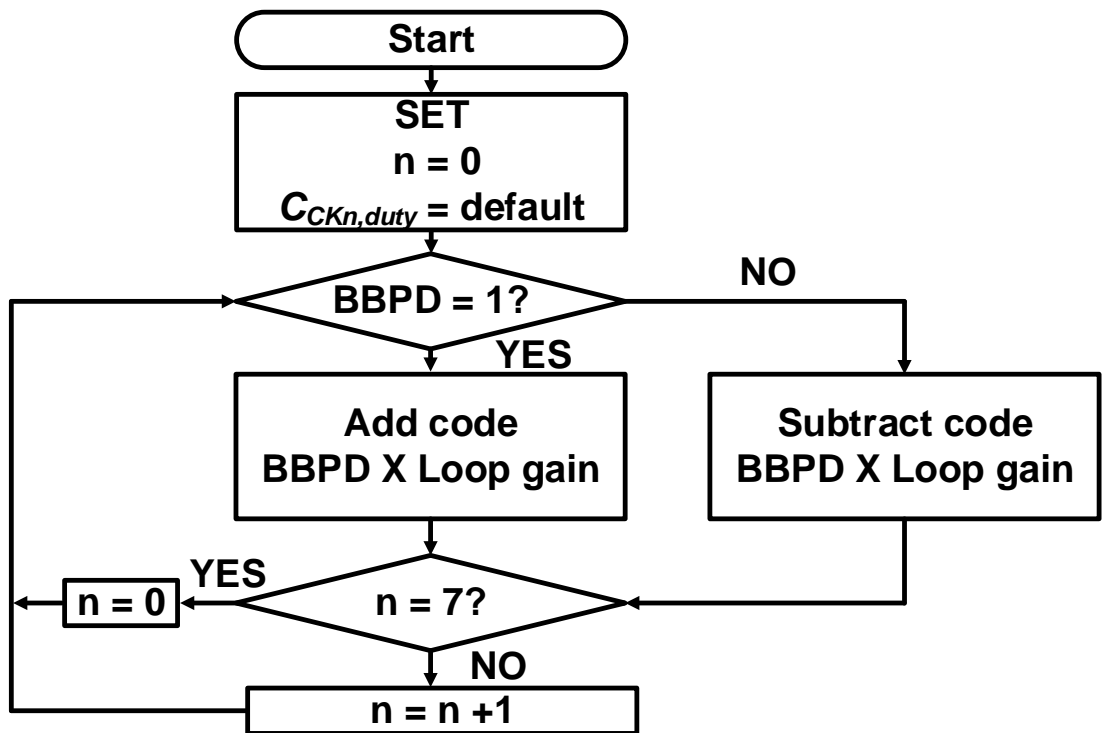 Start
SET
n = 0
C_CKn,duty = default
BBPD = 1?
NO
YES
Add code
BBPD X Loop gain
Subtract code
BBPD X Loop gain
n = 7?
YES
n = 0
NO
n = n +1